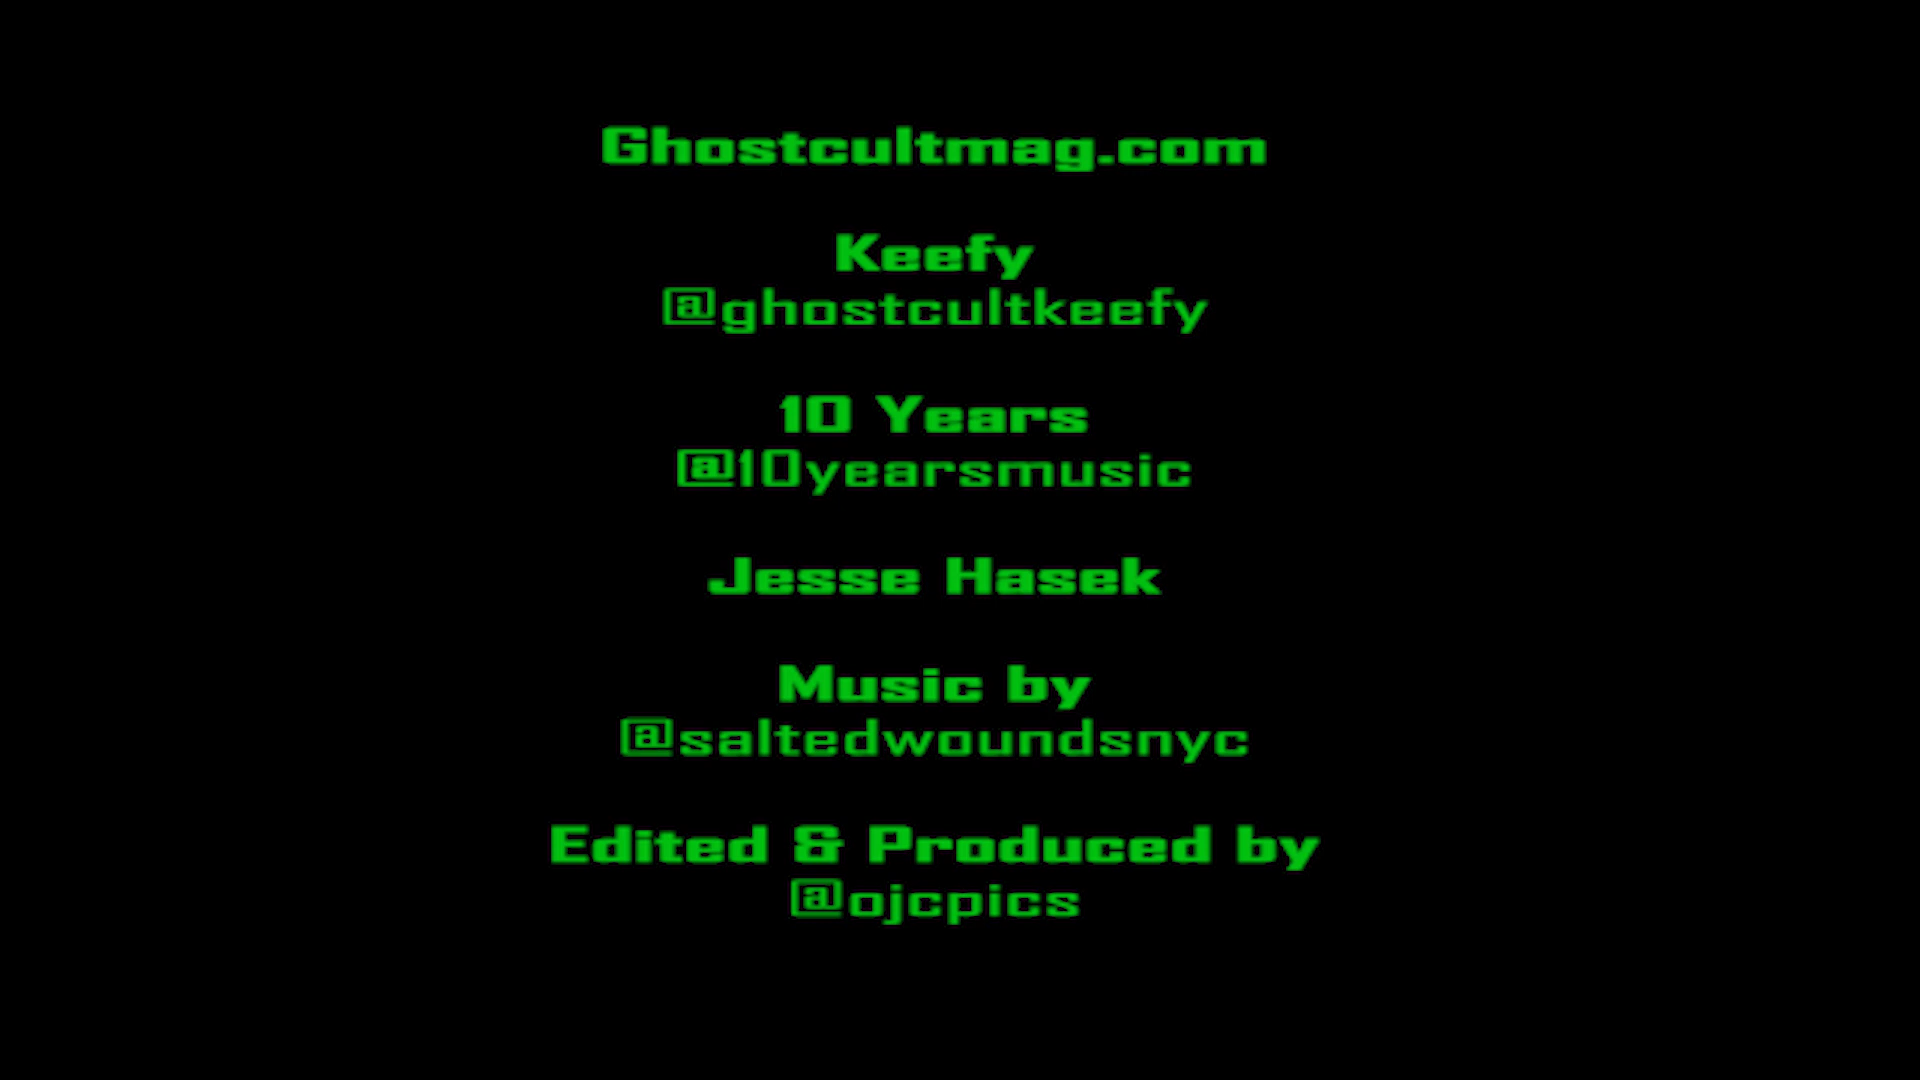 Ghostcultmag.com
Keefy
@ghostcultkeefy
10 Years
@10yearsmusic
Jesse Hasek
Music by
@saltedwoundsnyc
Edited & Produced by
@ojcpics